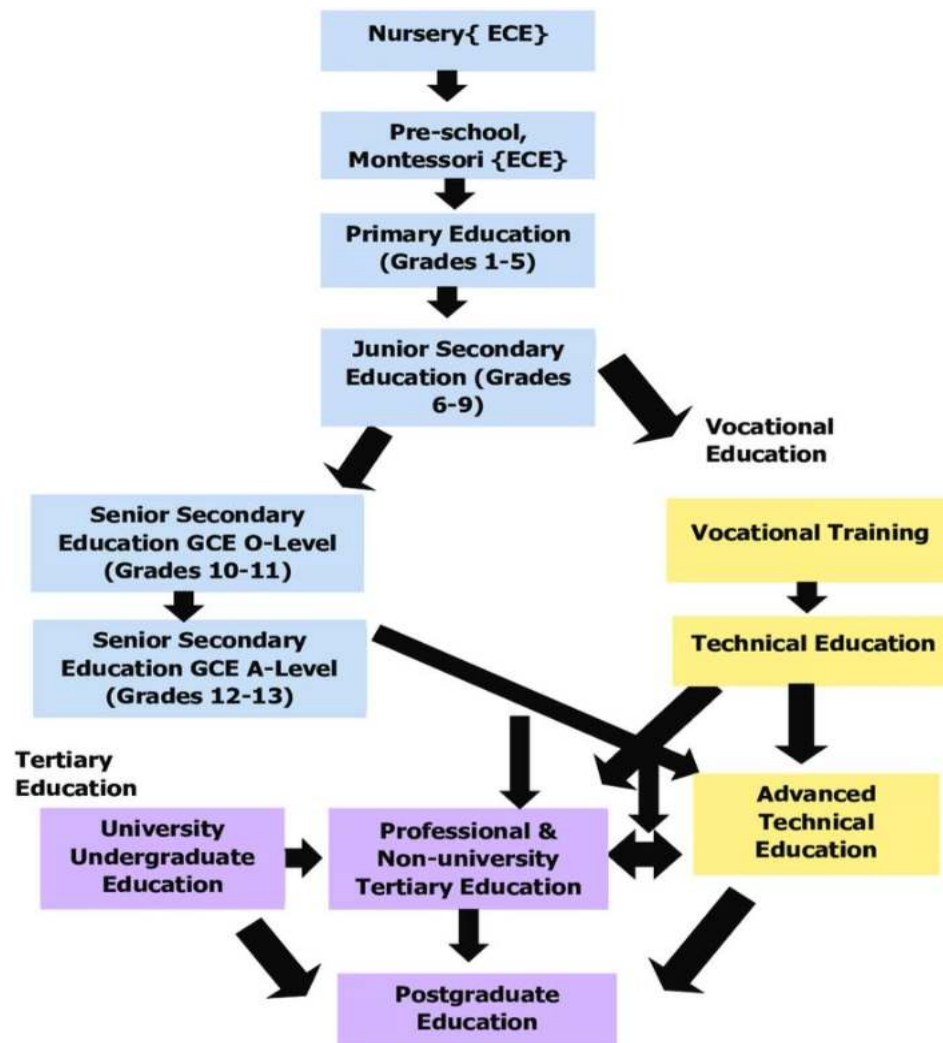 Nursery{ ECE}
Pre-school,
Montessori {ECE}
Primary Education
(Grades 1-5)
Junior Secondary
Education (Grades
6-9)
Vocational
Education
Senior Secondary
Education GCE O-Level
(Grades 10-11)
Vocational Training
Senior Secondary
Education GCE A-Level
(Grades 12-13)
Technical Education
Tertiary
Education
University
Undergraduate
Education
Professional &
Non-university
Tertiary Education
Advanced
Technical
Education
Postgraduate
Education